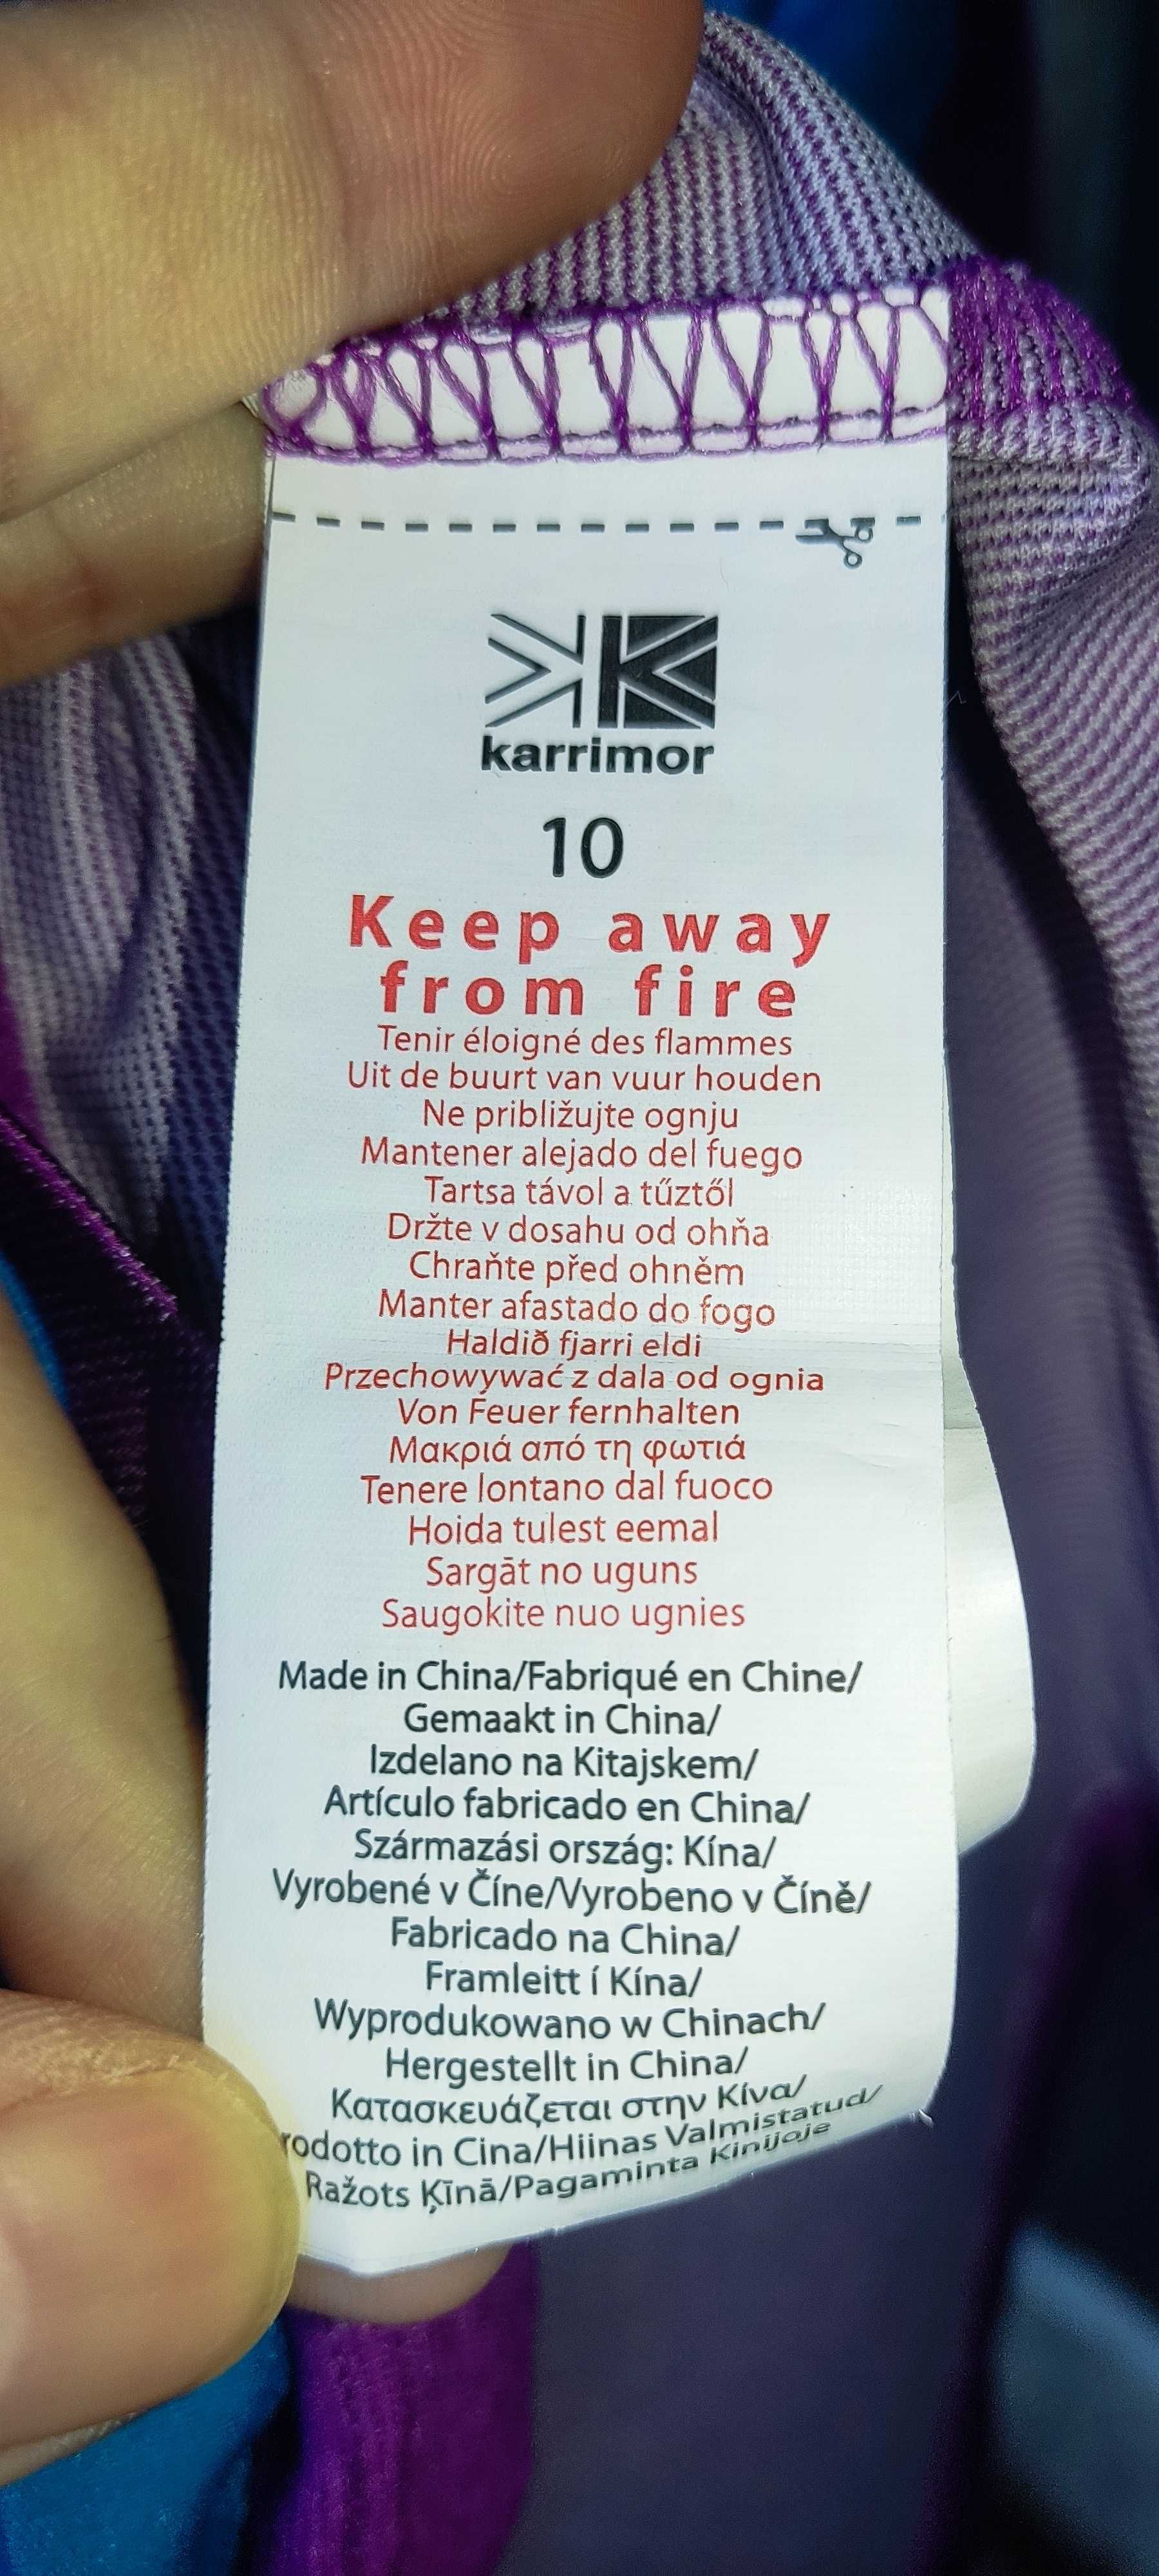 karrimor
10
Keep away
from fire
Tenir éloigné des flammes
Uit de buurt van vuur houden
Ne približujte ognju
Mantener alejado del fuego
Tartsa távol a tűztől
Držte v dosahu od ohňa
Chraňte před ohněm
Manter afastado do fogo
Haldið fjarri eldi
Przechowywać z dala od ognia
Von Feuer fernhalten
Μακριά από τη φωτιά
Tenere lontano dal fuoco
Hoida tulest eemal
Sargāt no uguns
Saugokite nuo ugnies
Made in China/Fabriqué en Chine/
Gemaakt in China/
Izdelano na Kitajskem/
Artículo fabricado en China/
Származási ország: Kína/
Vyrobené v Číne/Vyrobeno v Číně/
Fabricado na China/
Framleitt í Kína/
Wyprodukowano w Chinach/
Hergestellt in China/
Κατασκευάζεται στην Κίνα/
rodotto in Cina/Hiinas Valmistatud/
Ražots Ķīnā/Pagaminta Kinijoje